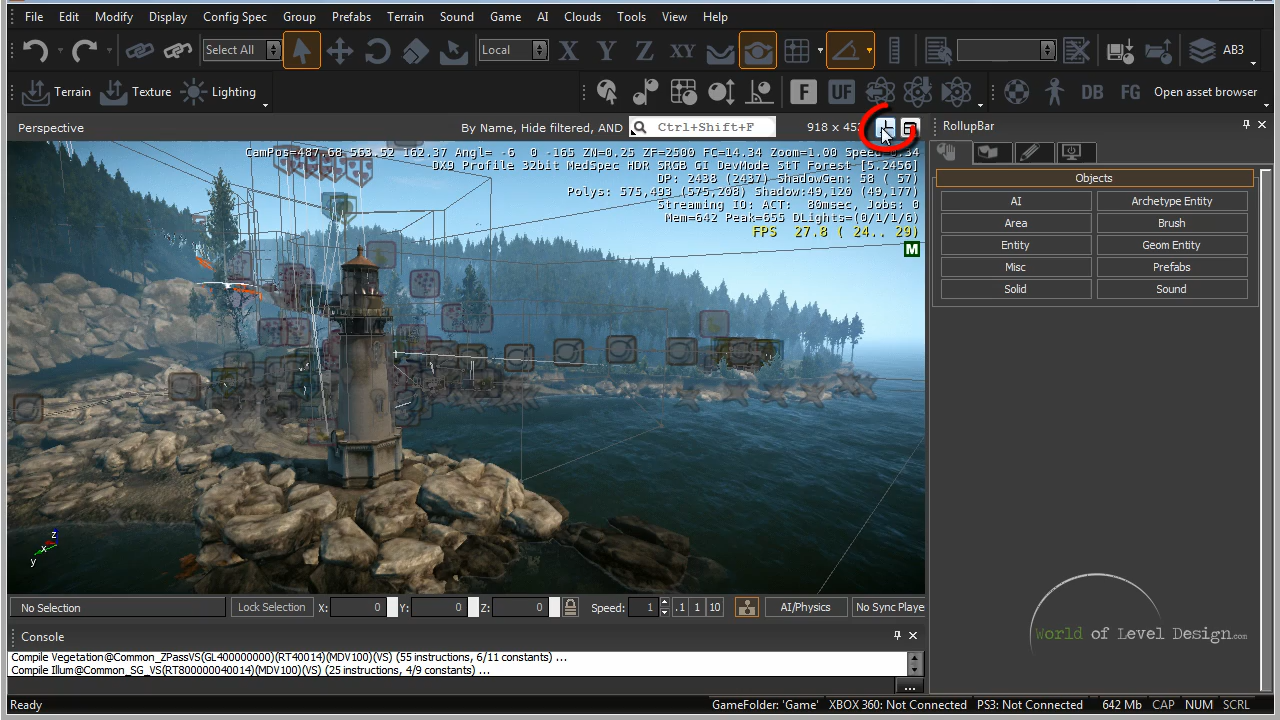 File Edit Modify Display Config Spec Group Prefabs Terrain Sound Game AI Clouds Tools View Help
Select All Local X Y Z XY AB3
Terrain Texture Lighting F UF DB FG Open asset browser
Perspective By Name, Hide filtered, AND Ctrl+Shift+F 918 x
RollupBar
Objects
AI Archetype Entity
Area Brush
Entity Geom Entity
Misc Prefabs
Solid Sound
DX9 Profile 32bit MedSpec HDR SRGB GI DevMode
DP: 2438 (2437) ShadowGen: 58 ( 57)
Polys: 575,493 Shadow:49,120 (49,177)
Streaming IO: ACT: 80msec, Jobs: 0
Mem=642 Peak=655 DLights=(0/1/1/6)
FPS 27.8 ( 24.. 29)
M
z
x
y
No Selection Lock Selection X: 0 Y: 0 Z: 0 Speed: 1 .1 1 10 AI/Physics No Sync Playe
World of Level Design.com
Console
Compile Vegetation@Common_ZPassVS(GL400000000)(RT40014)(MDV100)(VS) (55 instructions, 6/11 constants) ...
Compile Illum@Common_SG_VS(RT800000040014)(MDV100)(VS) (25 instructions, 4/9 constants) ...
...
Ready GameFolder: 'Game' XBOX 360: Not Connected PS3: Not Connected 642 Mb CAP NUM SCRL